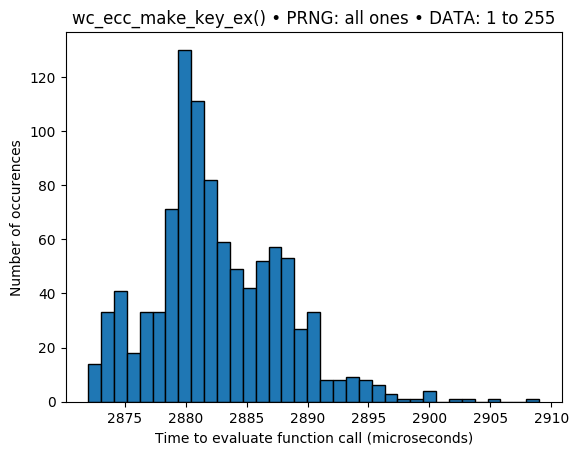 wc_ecc_make_key_ex() • PRNG: all ones • DATA: 1 to 255
Number of occurences
120
100
80
60
40
20
0
2875 2880 2885 2890 2895 2900 2905 2910
Time to evaluate function call (microseconds)